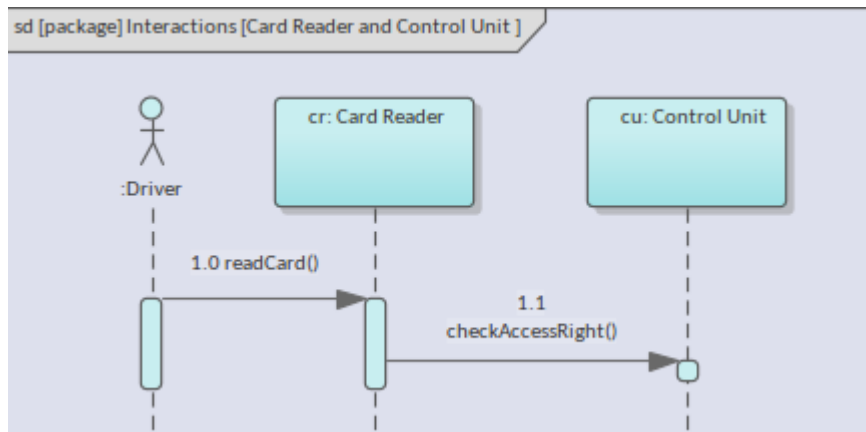 sd [package] Interactions [Card Reader and Control Unit ]
cr: Card Reader
cu: Control Unit
:Driver
1.0 readCard()
1.1
checkAccessRight()